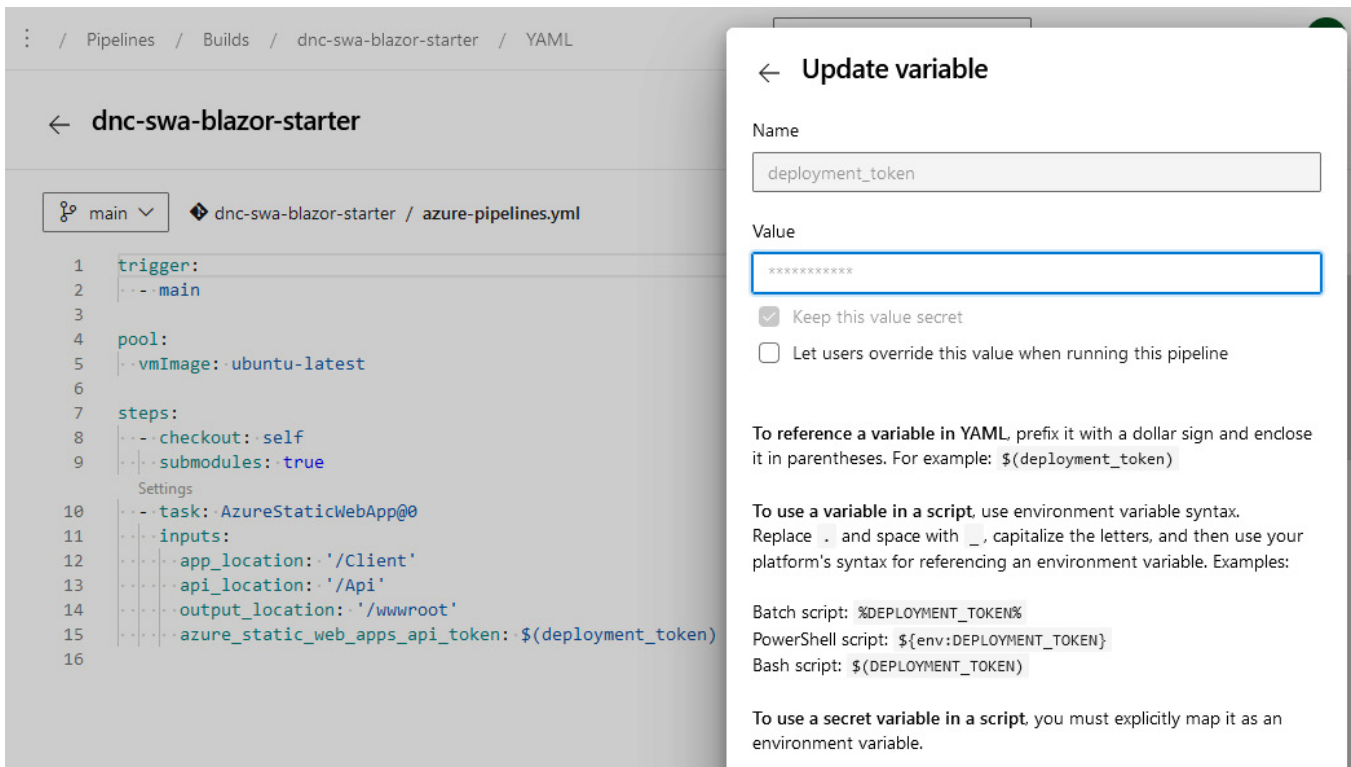 / Pipelines / Builds / dnc-swa-blazor-starter / YAML
← dnc-swa-blazor-starter
main
dnc-swa-blazor-starter / azure-pipelines.yml
1 trigger:
2 - main
3
4 pool:
5 vmImage: ubuntu-latest
6
7 steps:
8 - checkout: self
9 submodules: true
Settings
10 - task: AzureStaticWebApp@0
11 inputs:
12 app_location: '/Client'
13 api_location: '/Api'
14 output_location: '/wwwroot'
15 azure_static_web_apps_api_token: $(deployment_token)
16
← Update variable
Name
deployment_token
Value
***********
Keep this value secret
Let users override this value when running this pipeline
To reference a variable in YAML, prefix it with a dollar sign and enclose
it in parentheses. For example: $(deployment_token)
To use a variable in a script, use environment variable syntax.
Replace . and space with _, capitalize the letters, and then use your
platform's syntax for referencing an environment variable. Examples:
Batch script: %DEPLOYMENT_TOKEN%
PowerShell script: ${env:DEPLOYMENT_TOKEN}
Bash script: $(DEPLOYMENT_TOKEN)
To use a secret variable in a script, you must explicitly map it as an
environment variable.